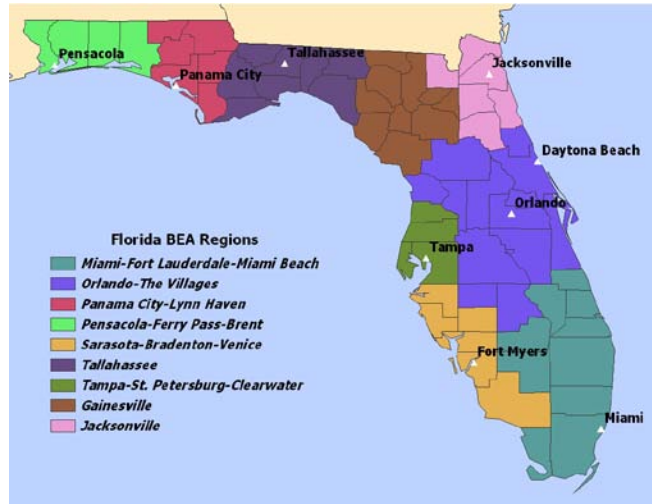 Pensacola
Tallahassee
Panama City
Jacksonville
Daytona Beach
Orlando
Tampa
Fort Myers
Miami
Florida BEA Regions
Miami-Fort Lauderdale-Miami Beach
Orlando-The Villages
Panama City-Lynn Haven
Pensacola-Ferry Pass-Brent
Sarasota-Bradenton-Venice
Tallahassee
Tampa-St. Petersburg-Clearwater
Gainesville
Jacksonville